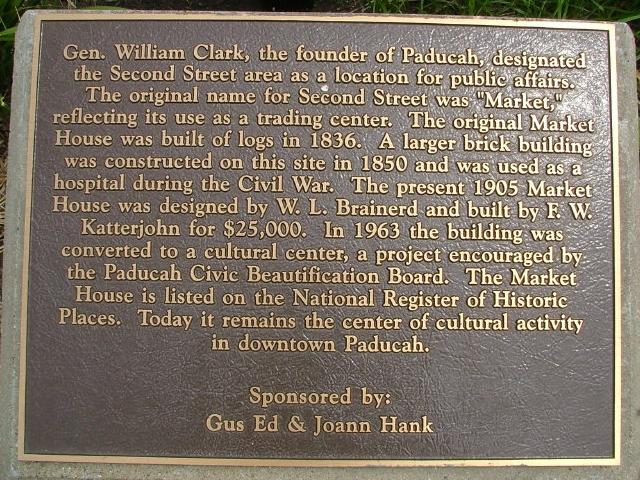 Gen. William Clark, the founder of Paducah, designated
the Second Street area as a location for public affairs.
The original name for Second Street was "Market,"
reflecting its use as a trading center. The original Market
House was built of logs in 1836. A larger brick building
was constructed on this site in 1850 and was used as a
hospital during the Civil War. The present 1905 Market
House was designed by W. L. Brainerd and built by F. W.
Katterjohn for $25,000. In 1963 the building was
converted to a cultural center, a project encouraged by
the Paducah Civic Beautification Board. The Market
House is listed on the National Register of Historic
Places. Today it remains the center of cultural activity
in downtown Paducah.
Sponsored by:
Gus Ed & Joann Hank